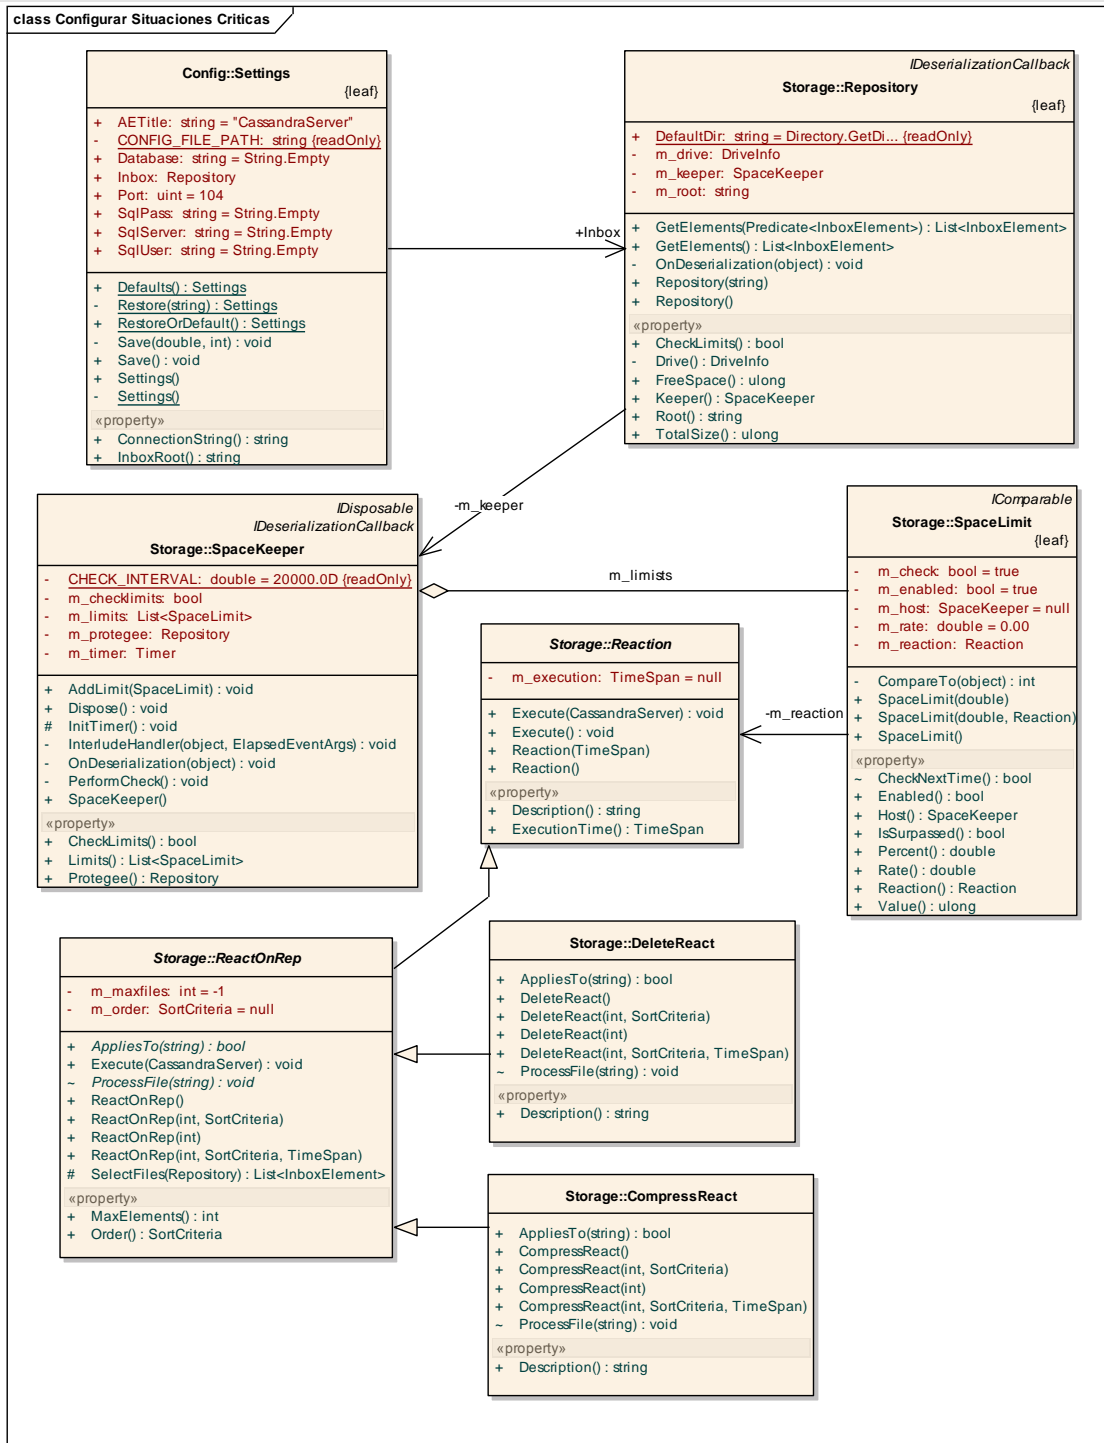 class Configurar Situaciones Criticas
Config::Settings
{leaf}
+ AETitle: string = "CassandraServer"
- CONFIG_FILE_PATH: string {readOnly}
+ Database: string = String.Empty
+ Inbox: Repository
+ Port: uint = 104
+ SqlPass: string = String.Empty
+ SqlServer: string = String.Empty
+ SqlUser: string = String.Empty
+ Defaults() : Settings
- Restore(string) : Settings
+ RestoreOrDefault() : Settings
- Save(double, int) : void
+ Save() : void
+ Settings()
- Settings()
«property»
+ ConnectionString() : string
+ InboxRoot() : string
+Inbox
IDeserializationCallback
Storage::Repository
{leaf}
+ DefaultDir: string = Directory.GetDi... {readOnly}
- m_drive: DriveInfo
- m_keeper: SpaceKeeper
- m_root: string
+ GetElements(Predicate<InboxElement>) : List<InboxElement>
+ GetElements() : List<InboxElement>
- OnDeserialization(object) : void
+ Repository(string)
+ Repository()
«property»
+ CheckLimits() : bool
- Drive() : DriveInfo
+ FreeSpace() : ulong
+ Keeper() : SpaceKeeper
+ Root() : string
+ TotalSize() : ulong
-m_keeper
IDisposable
IDeserializationCallback
Storage::SpaceKeeper
- CHECK_INTERVAL: double = 20000.0D {readOnly}
- m_checklimits: bool
- m_limits: List<SpaceLimit>
- m_protegee: Repository
- m_timer: Timer
+ AddLimit(SpaceLimit) : void
+ Dispose() : void
# InitTimer() : void
- InterludeHandler(object, ElapsedEventArgs) : void
- OnDeserialization(object) : void
- PerformCheck() : void
+ SpaceKeeper()
«property»
+ CheckLimits() : bool
+ Limits() : List<SpaceLimit>
+ Protegee() : Repository
m_limists
IComparable
Storage::SpaceLimit
{leaf}
- m_check: bool = true
- m_enabled: bool = true
- m_host: SpaceKeeper = null
- m_rate: double = 0.00
- m_reaction: Reaction
- CompareTo(object) : int
+ SpaceLimit(double)
+ SpaceLimit(double, Reaction)
+ SpaceLimit()
«property»
~ CheckNextTime() : bool
+ Enabled() : bool
+ Host() : SpaceKeeper
+ IsSurpassed() : bool
+ Percent() : double
+ Rate() : double
+ Reaction() : Reaction
+ Value() : ulong
-m_reaction
Storage::Reaction
- m_execution: TimeSpan = null
+ Execute(CassandraServer) : void
+ Execute() : void
+ Reaction(TimeSpan)
+ Reaction()
«property»
+ Description() : string
+ ExecutionTime() : TimeSpan
Storage::ReactOnRep
- m_maxfiles: int = -1
- m_order: SortCriteria = null
+ AppliesTo(string) : bool
+ Execute(CassandraServer) : void
~ ProcessFile(string) : void
+ ReactOnRep()
+ ReactOnRep(int, SortCriteria)
+ ReactOnRep(int)
+ ReactOnRep(int, SortCriteria, TimeSpan)
# SelectFiles(Repository) : List<InboxElement>
«property»
+ MaxElements() : int
+ Order() : SortCriteria
Storage::DeleteReact
+ AppliesTo(string) : bool
+ DeleteReact()
+ DeleteReact(int, SortCriteria)
+ DeleteReact(int)
+ DeleteReact(int, SortCriteria, TimeSpan)
~ ProcessFile(string) : void
«property»
+ Description() : string
Storage::CompressReact
+ AppliesTo(string) : bool
+ CompressReact()
+ CompressReact(int, SortCriteria)
+ CompressReact(int)
+ CompressReact(int, SortCriteria, TimeSpan)
~ ProcessFile(string) : void
«property»
+ Description() : string